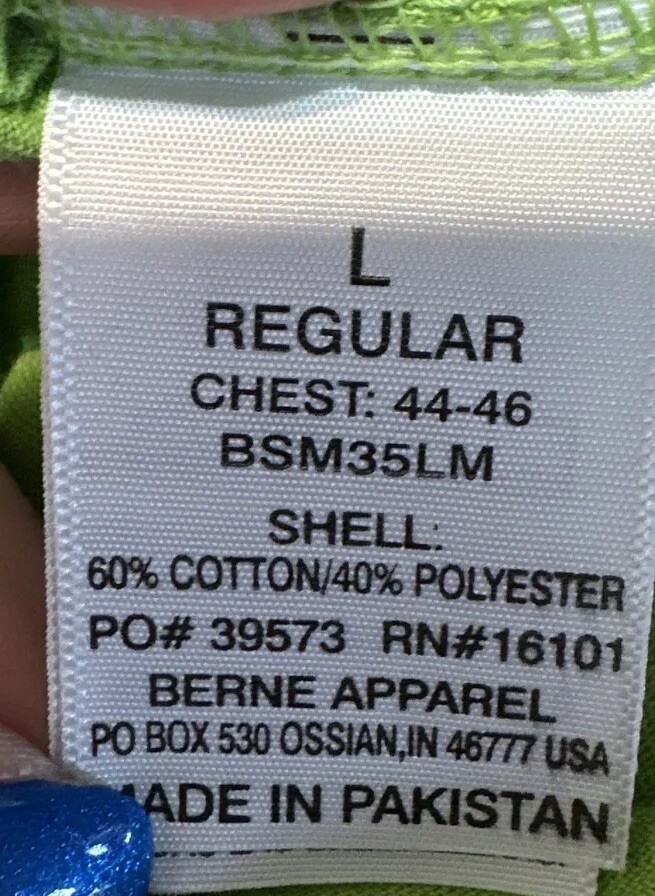 L
REGULAR
CHEST: 44-46
BSM35LM
SHELL:
60% COTTON/40% POLYESTER
PO# 39573 RN#16101
BERNE APPAREL
PO BOX 530 OSSIAN,IN 46777 USA
MADE IN PAKISTAN